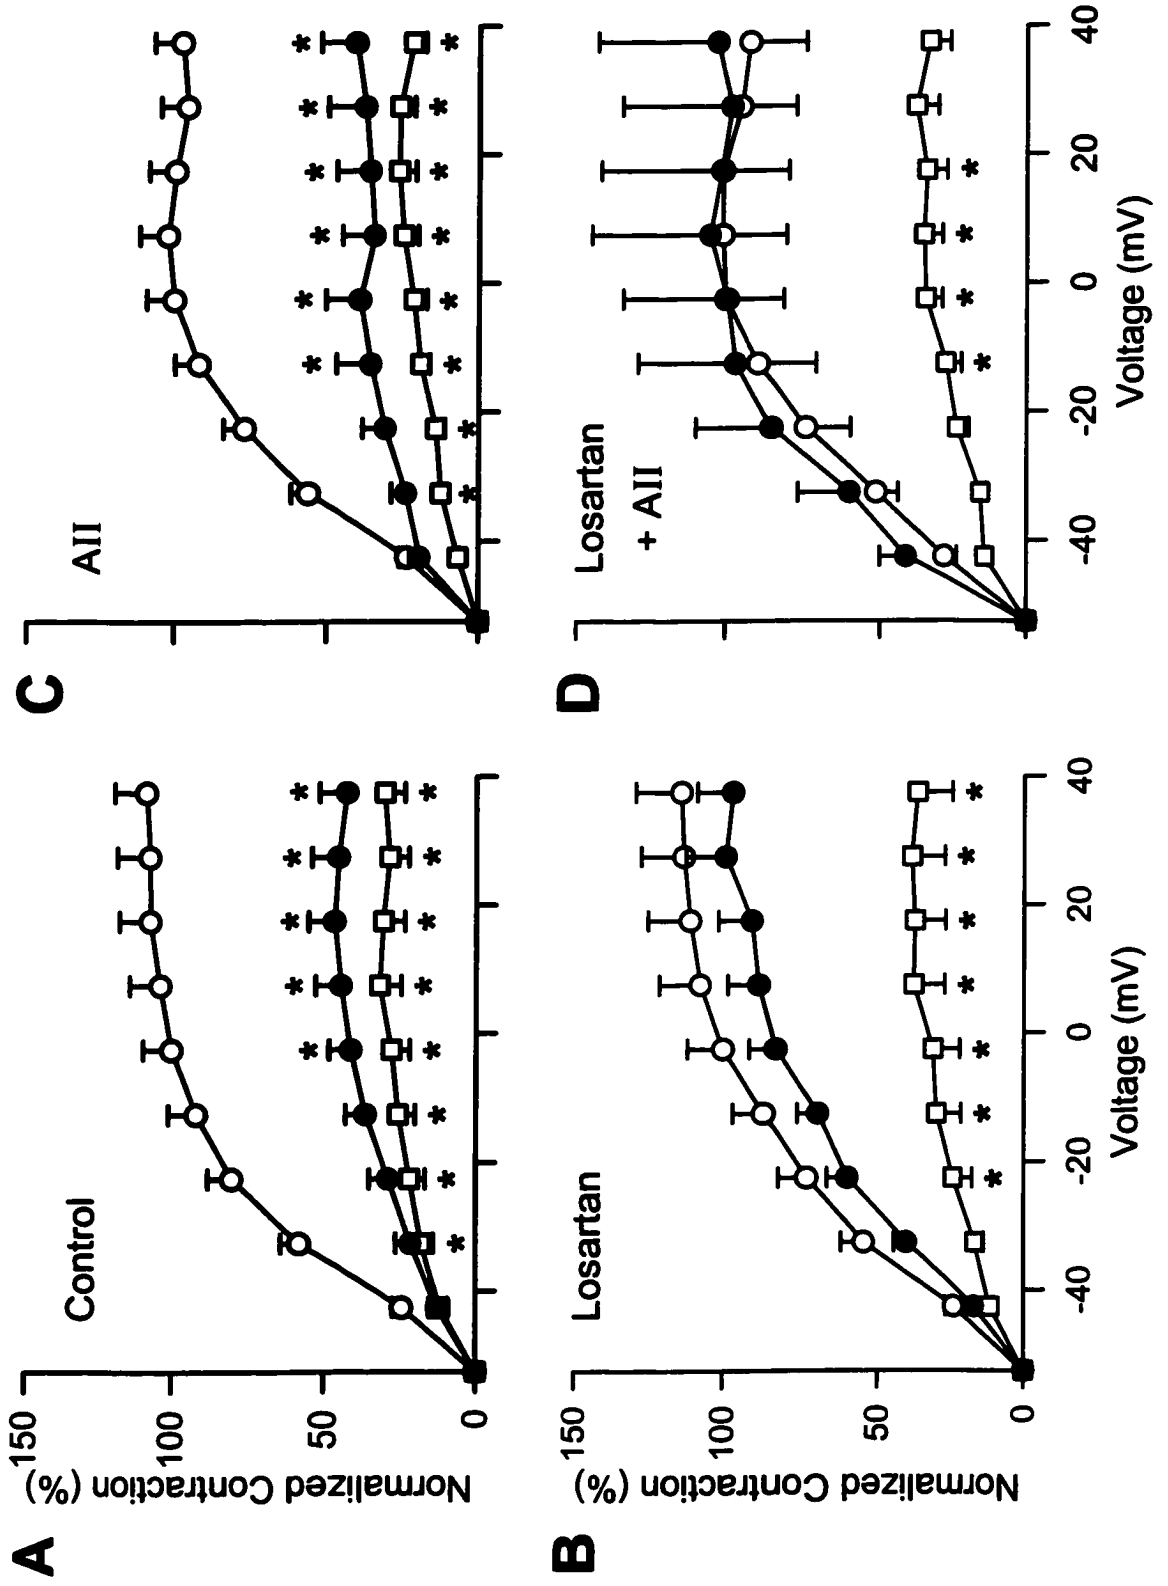 A
Control
Normalized Contraction (%)
150
100
50
0
* * * * *
* * * * * * * *
C
AII
* * * * * *
* * * * * * * *
B
Losartan
Normalized Contraction (%)
150
100
50
0
* * * * * * *
-40
-20
0
20
40
Voltage (mV)
D
Losartan
+ AII
* * * *
-40
-20
0
20
40
Voltage (mV)